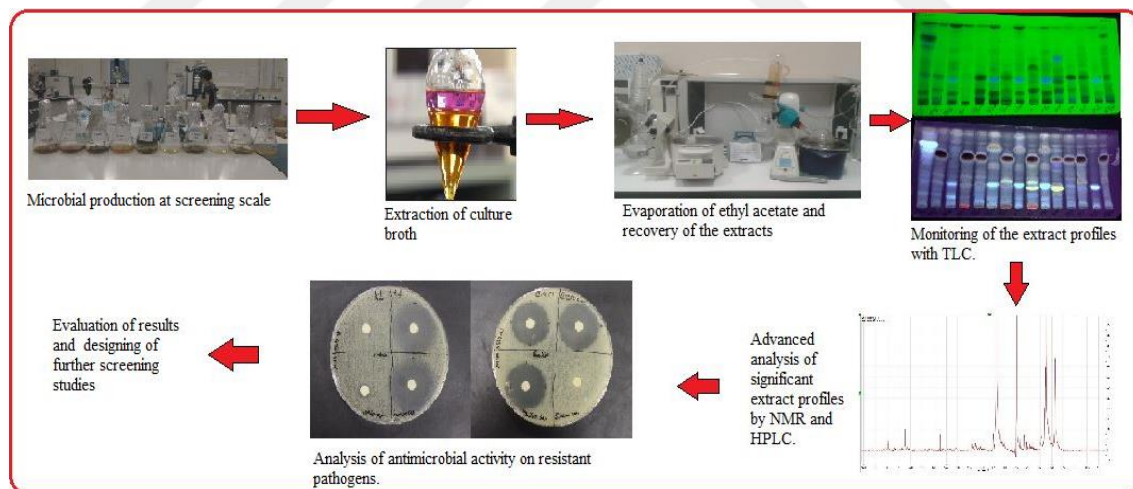 Microbial production at screening scale
Extraction of culture
broth
Evaporation of ethyl acetate and
recovery of the extracts
Monitoring of the extract profiles
with TLC.
Advanced
analysis of
significant
extract profiles
by NMR and
HPLC.
Analysis of antimicrobial activity on resistant
pathogens.
Evaluation of results
and designing of
further screening
studies